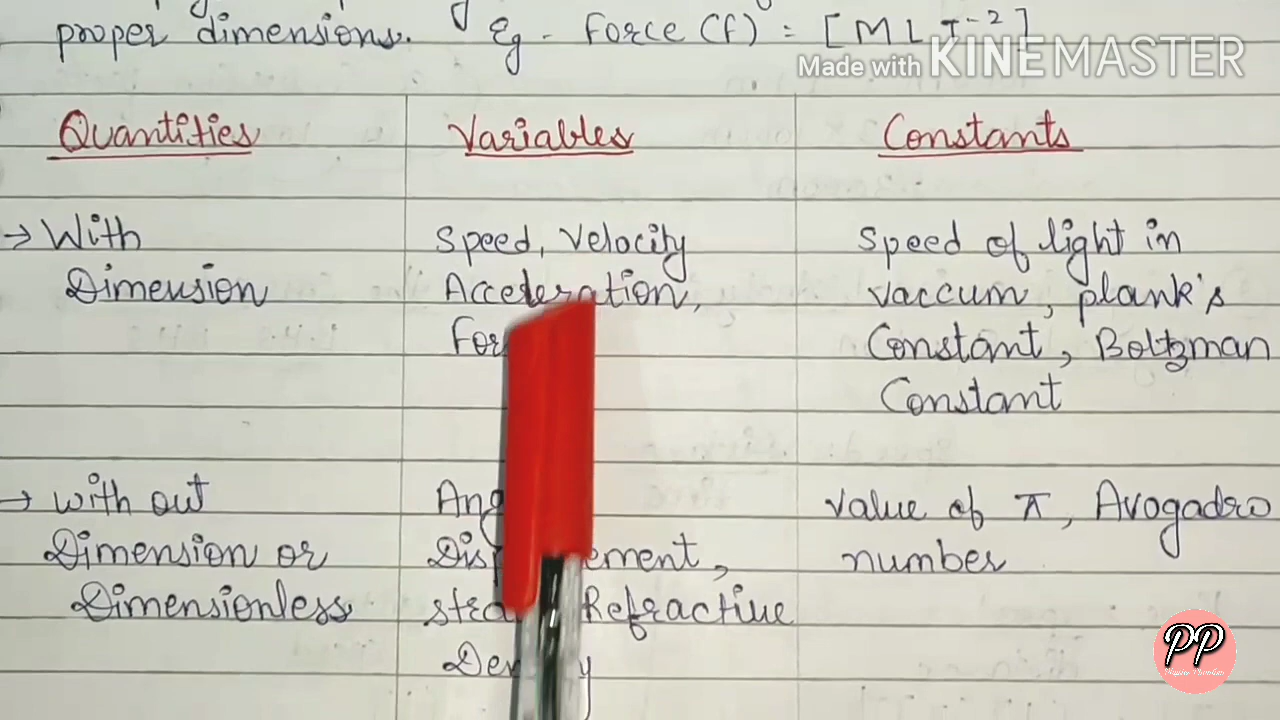 proper dimensions. Eg - Force (f) = [M L T⁻²]
Made with KINEMASTER
Quantities Variables Constants
→ With Speed, Velocity Speed of light in
Dimension Acceleration, vaccum, plank's
Constant, Boltzman
Constant
→ with out value of π, Avogadro
Dimension or number
Dimensionless Refractive
PP